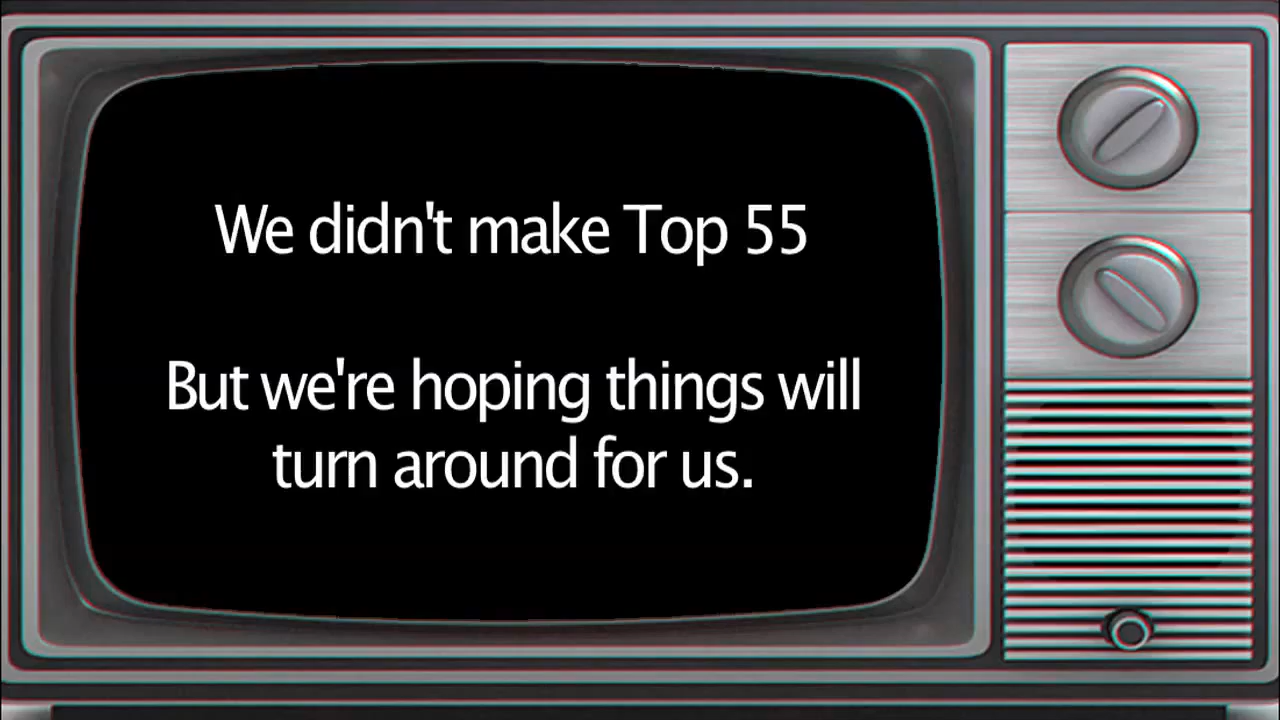 We didn't make Top 55
But we're hoping things will
turn around for us.